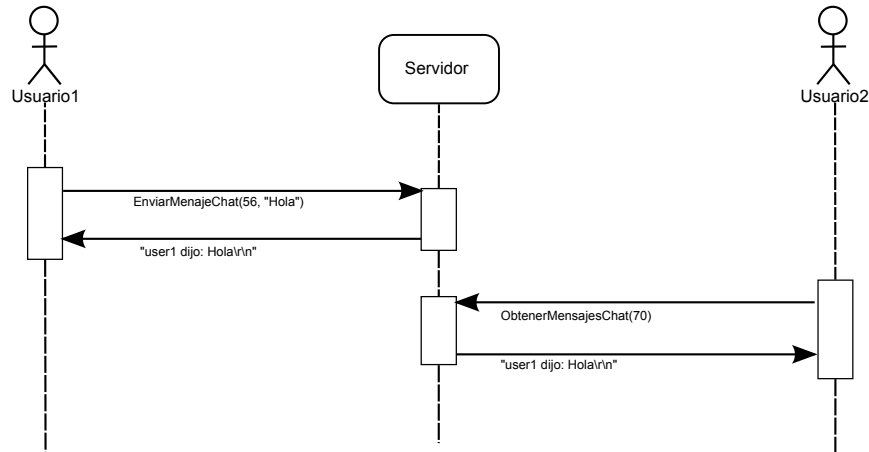 Servidor
Usuario1
Usuario2
EnviarMenajeChat(56, "Hola")
"user1 dijo: Hola\r\n"
ObtenerMensajesChat(70)
"user1 dijo: Hola\r\n"